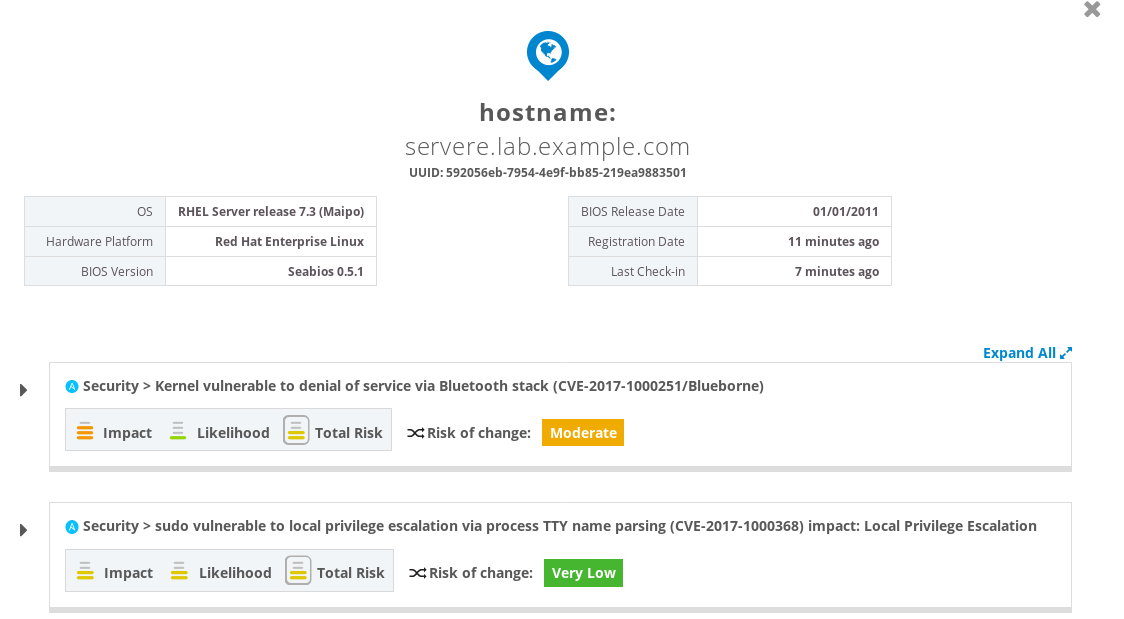 hostname:
servere.lab.example.com
UUID: 592056eb-7954-4e9f-bb85-219ea9883501
OS RHEL Server release 7.3 (Maipo)
Hardware Platform Red Hat Enterprise Linux
BIOS Version Seabios 0.5.1
BIOS Release Date 01/01/2011
Registration Date 11 minutes ago
Last Check-in 7 minutes ago
Expand All
Security > Kernel vulnerable to denial of service via Bluetooth stack (CVE-2017-1000251/Blueborne)
Impact Likelihood Total Risk Risk of change: Moderate
Security > sudo vulnerable to local privilege escalation via process TTY name parsing (CVE-2017-1000368) impact: Local Privilege Escalation
Impact Likelihood Total Risk Risk of change: Very Low